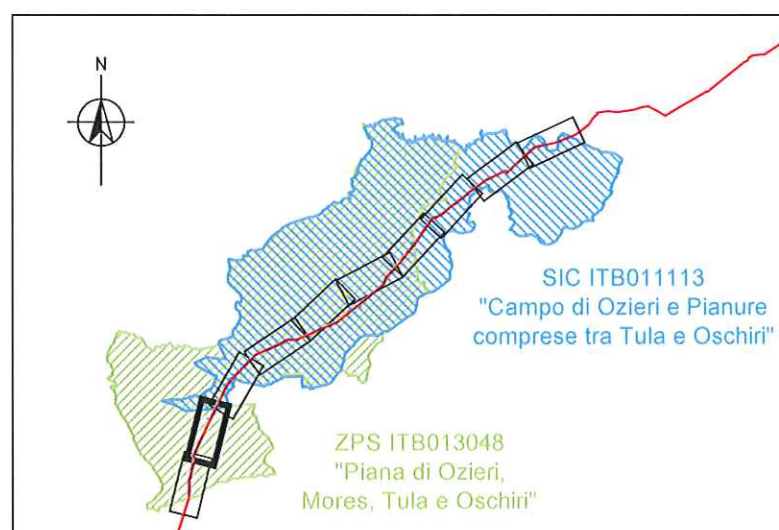 N
SIC ITB011113
"Campo di Ozieri e Pianure
comprese tra Tula e Oschiri"
ZPS ITB013048
"Piana di Ozieri,
Mores, Tula e Oschiri"